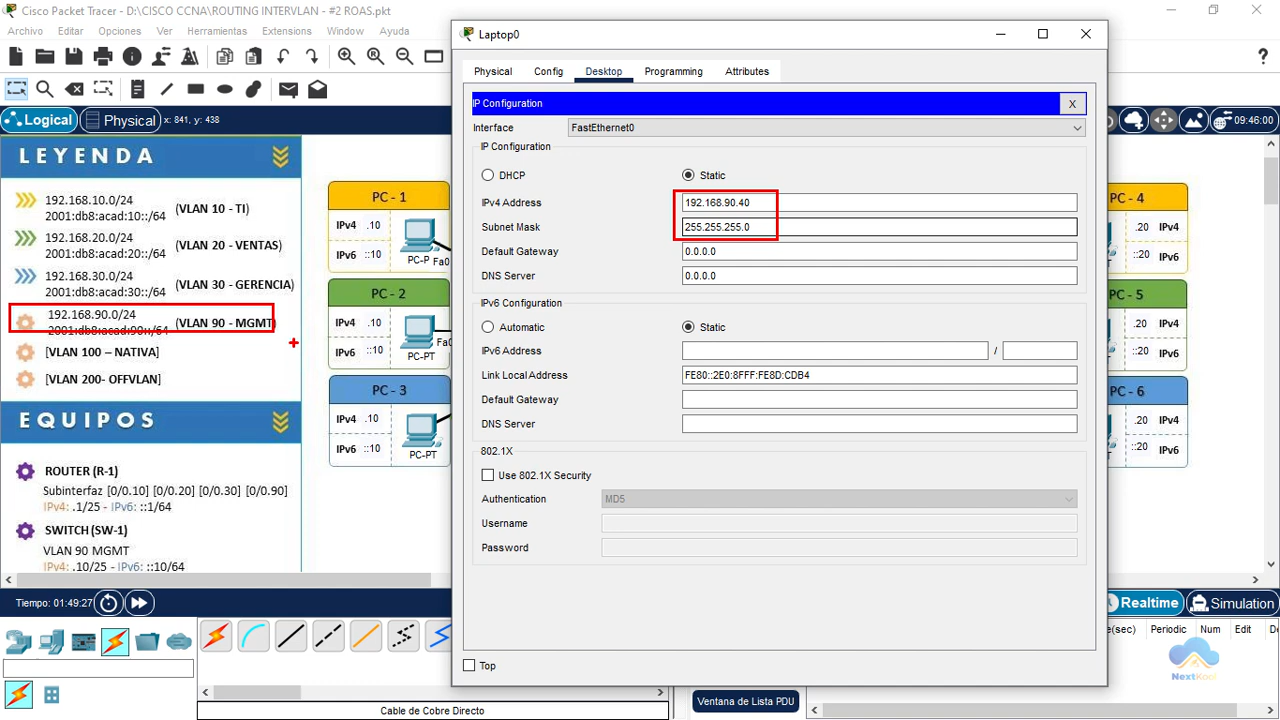 Cisco Packet Tracer - D:\CISCO CCNA\ROUTING INTERVLAN - #2 ROAS.pkt
Archivo Editar Opciones Ver Herramientas Extensions Window Ayuda
Logical Physical x: 841, y: 438
09:46:00
LEYENDA
192.168.10.0/24
2001:db8:acad:10::/64
(VLAN 10 - TI)
192.168.20.0/24
2001:db8:acad:20::/64
(VLAN 20 - VENTAS)
192.168.30.0/24
2001:db8:acad:30::/64
(VLAN 30 - GERENCIA)
192.168.90.0/24
2001:db8:acad:90::/64
(VLAN 90 - MGMT)
[VLAN 100 – NATIVA]
[VLAN 200- OFFVLAN]
EQUIPOS
ROUTER (R-1)
Subinterfaz [0/0.10] [0/0.20] [0/0.30] [0/0.90]
IPv4: .1/25 - IPv6: ::1/64
SWITCH (SW-1)
VLAN 90 MGMT
IPv4: .10/25 - IPv6: ::10/64
PC - 1
IPv4 .10
IPv6 ::10
PC-P Fa0
PC - 2
IPv4 .10
IPv6 ::10
PC-PT
Fa0
PC - 3
IPv4 .10
IPv6 ::10
PC-PT
Laptop0
Physical Config Desktop Programming Attributes
IP Configuration X
Interface FastEthernet0
IP Configuration
DHCP Static
IPv4 Address 192.168.90.40
Subnet Mask 255.255.255.0
Default Gateway 0.0.0.0
DNS Server 0.0.0.0
IPv6 Configuration
Automatic Static
IPv6 Address /
Link Local Address FE80::2E0:8FFF:FE8D:CDB4
Default Gateway
DNS Server
802.1X
Use 802.1X Security
Authentication MD5
Username
Password
Top
PC - 4
.20 IPv4
::20 IPv6
PC - 5
.20 IPv4
::20 IPv6
PC - 6
.20 IPv4
::20 IPv6
Tiempo: 01:49:27
Realtime Simulation
(sec) Periodic Num Edit
Cable de Cobre Directo
Ventana de Lista PDU
NextKool